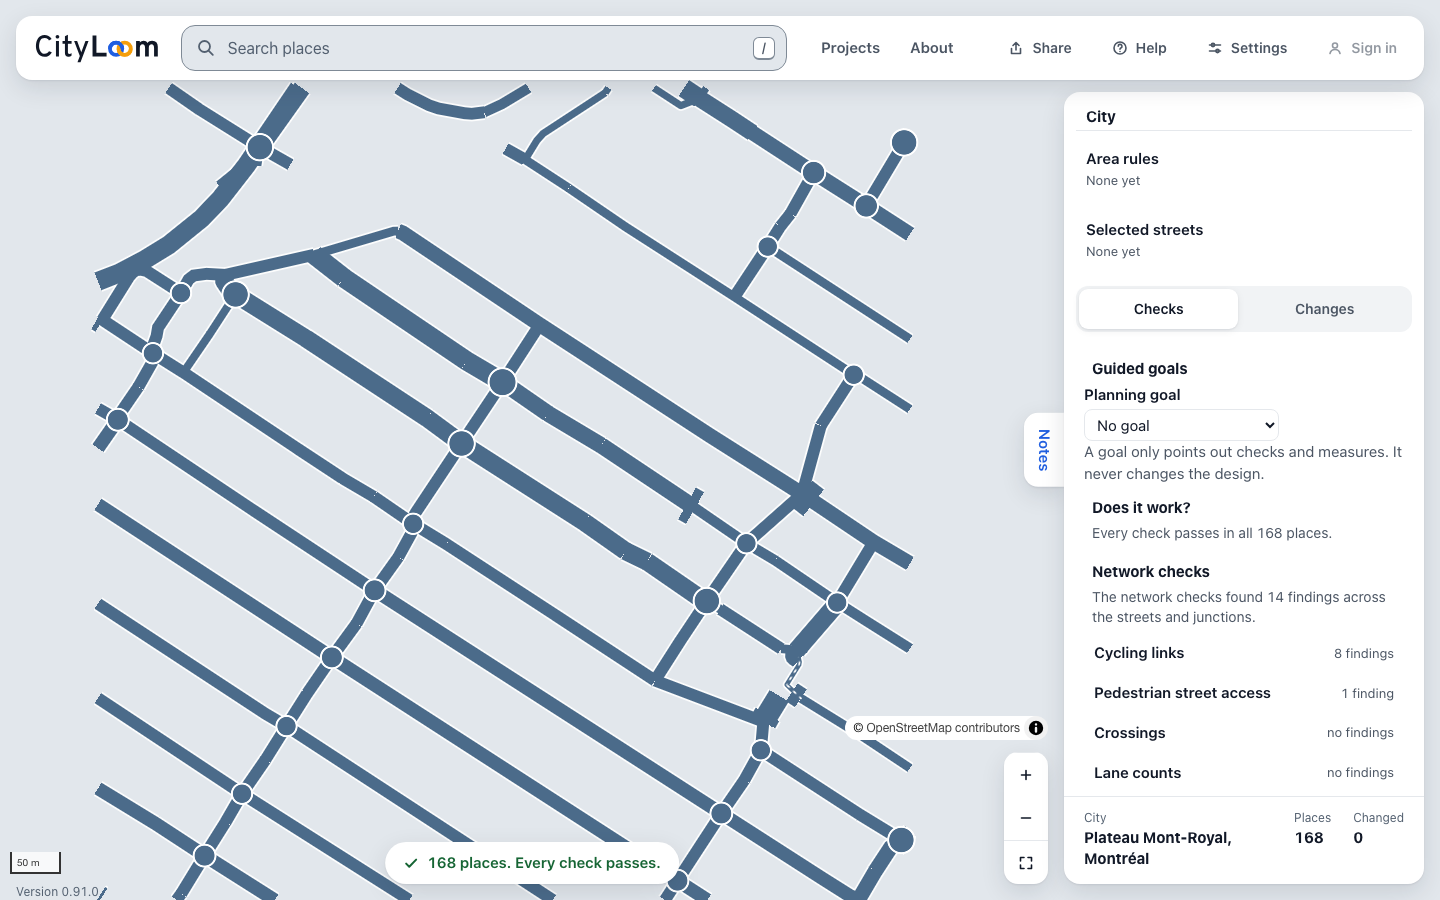 CityLoom
Search places
/
Projects
About
Share
Help
Settings
Sign in
City
Area rules
None yet
Selected streets
None yet
Checks
Changes
Guided goals
Planning goal
No goal
A goal only points out checks and measures. It
never changes the design.
Does it work?
Every check passes in all 168 places.
Network checks
The network checks found 14 findings across
the streets and junctions.
Cycling links
8 findings
Pedestrian street access
1 finding
Crossings
no findings
Lane counts
no findings
City
Places
Changed
Plateau Mont-Royal,
Montréal
168
0
Notes
© OpenStreetMap contributors
168 places. Every check passes.
50 m
Version 0.91.0